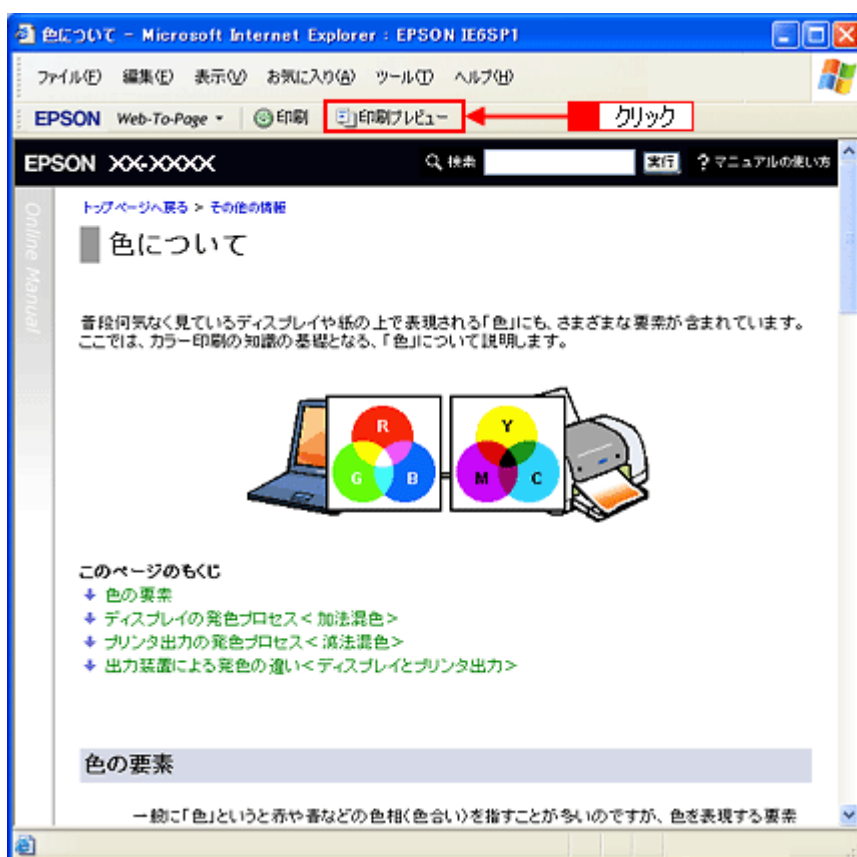 色について - Microsoft Internet Explorer : EPSON IE6SP1
ファイル(F) 編集(E) 表示(V) お気に入り(A) ツール(T) ヘルプ(H)
EPSON Web-To-Page 印刷 印刷プレビュー クリック
EPSON XX-XXXX 検索 実行 ? マニュアルの使い方
Online Manual
トップページへ戻る > その他の情報
色について
普段何気なく見ているディスプレイや紙の上で表現される「色」にも、さまざまな要素が含まれています。
ここでは、カラー印刷の知識の基礎となる、「色」について説明します。
R Y
G B M C
このページのもくじ
色の要素
ディスプレイの発色プロセス<加法混色>
プリンタ出力の発色プロセス<減法混色>
出力装置による発色の違い<ディスプレイとプリンタ出力>
色の要素
一般に「色」というと赤や青などの色相(色合い)を指すことが多いのですが、色を表現する要素